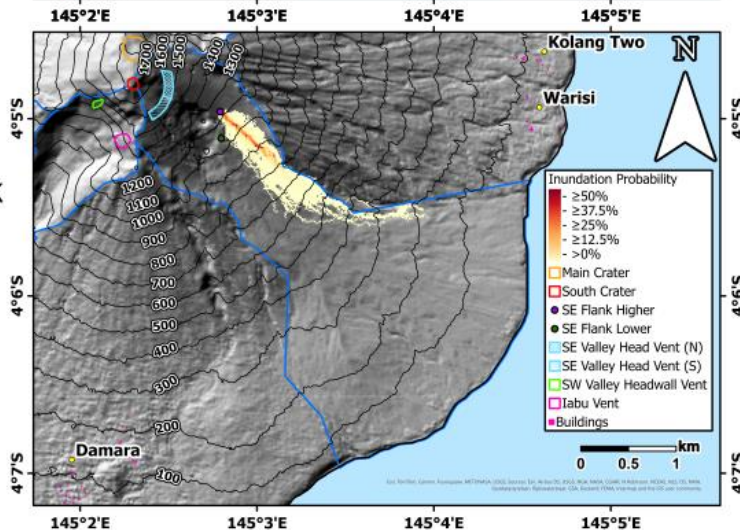 145°2'E 145°3'E 145°4'E 145°5'E
1700
1600
1500
1400
1300
Kolang Two
N
Warisi
4°5'S
4°5'S
1200
1100
1000
900
800
700
600
500
400
300
200
100
Inundation Probability
- ≥50%
- ≥37.5%
- ≥25%
- ≥12.5%
- >0%
Main Crater
South Crater
SE Flank Higher
SE Flank Lower
SE Valley Head Vent (N)
SE Valley Head Vent (S)
SW Valley Headwall Vent
Iabu Vent
Buildings
4°6'S
4°6'S
km
0 0.5 1
Damara
4°7'S
4°7'S
145°2'E 145°3'E 145°4'E 145°5'E